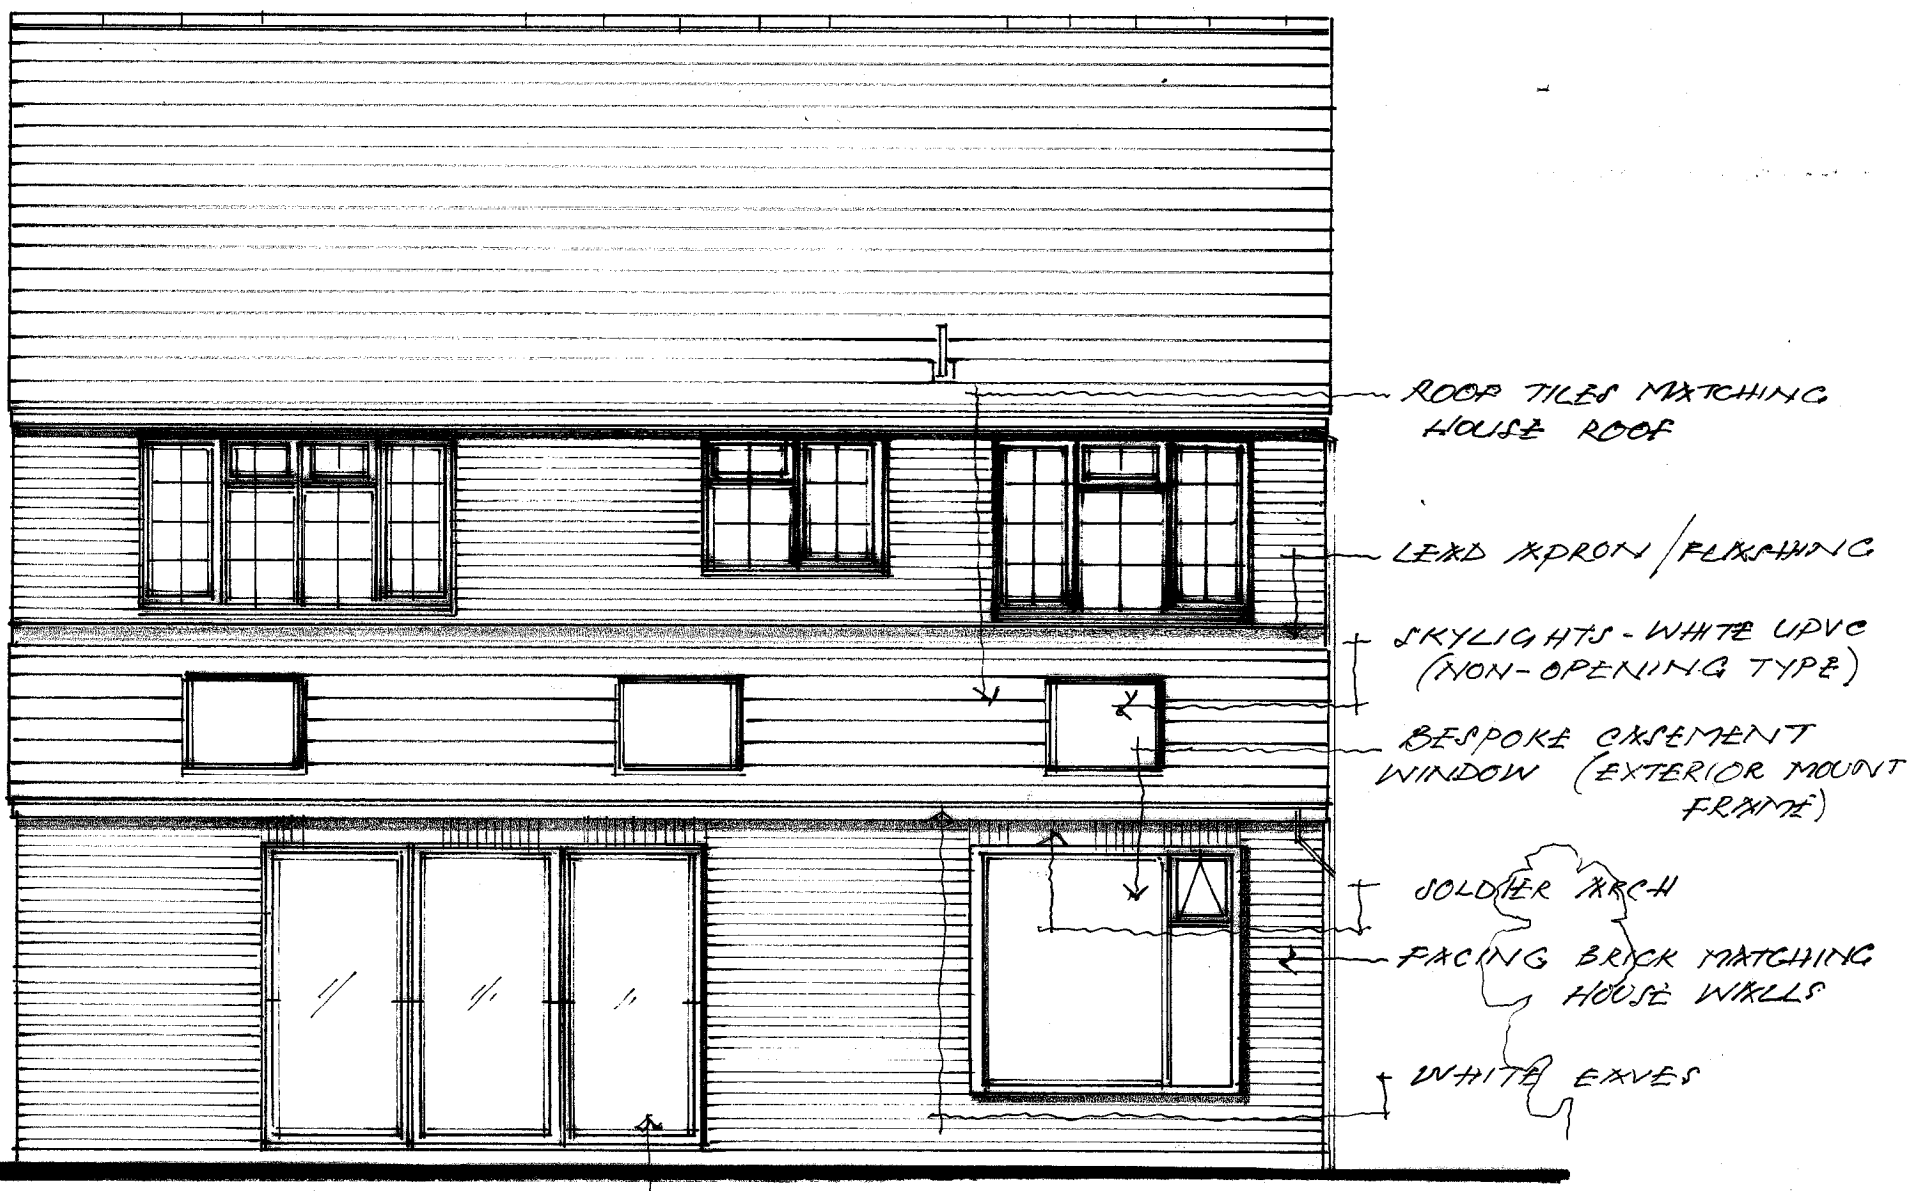 ROOF TILES MATCHING
HOUSE ROOF
LEAD APRON/FLASHING
SKYLIGHTS - WHITE UPVC
(NON-OPENING TYPE)
BESPOKE CASEMENT
WINDOW (EXTERIOR MOUNT
FRAME)
SOLDIER ARCH
FACING BRICK MATCHING
HOUSE WALLS
WHITE EAVES